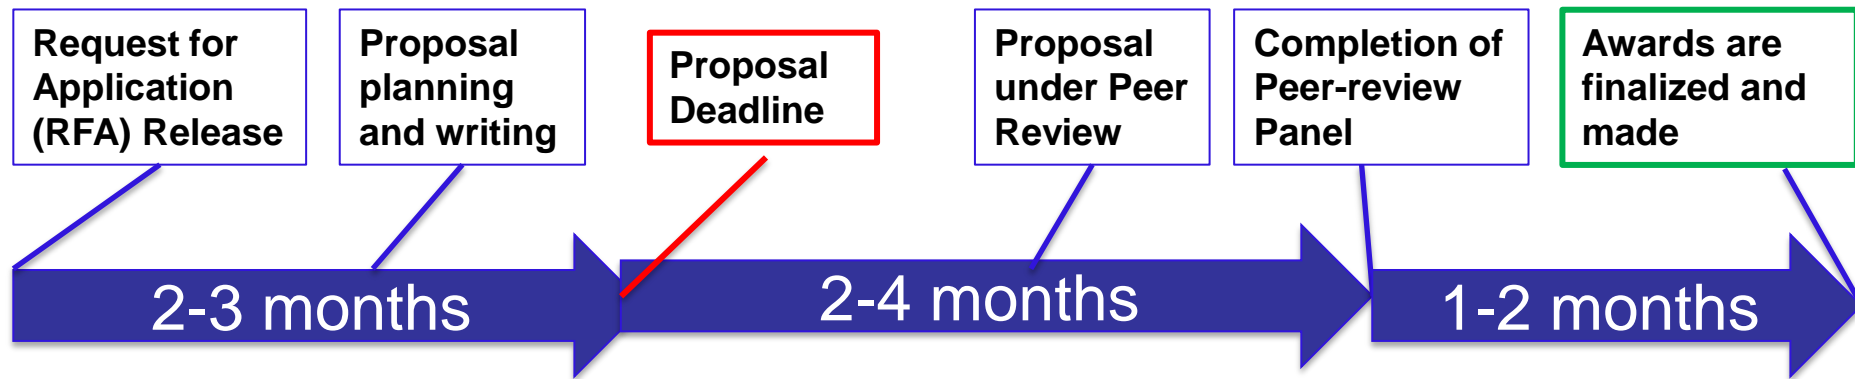 Request for
Application
(RFA) Release
Proposal
planning
and writing
Proposal
Deadline
Proposal
under Peer
Review
Completion of
Peer-review
Panel
Awards are
finalized and
made
2-3 months
2-4 months
1-2 months